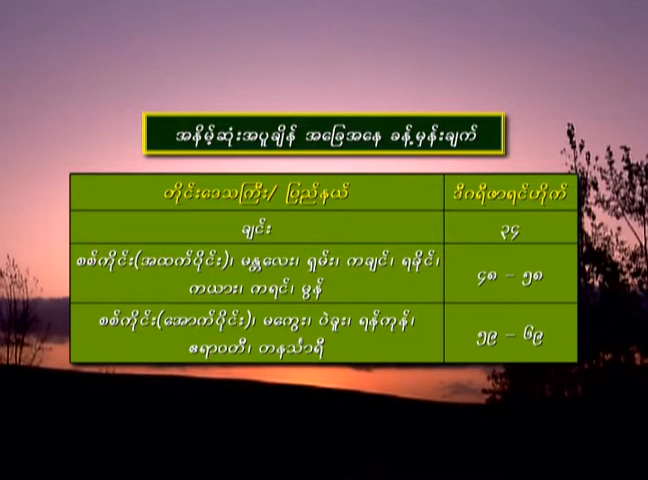 အနိမ့်ဆုံးအပူချိန် အခြေအနေ ခန့်မှန်းချက်
တိုင်းဒေသကြီး/ ပြည်နယ် ဒီဂရီဖာရင်ဟိုက်
ချင်း ၃၄
စစ်ကိုင်း(အထက်ပိုင်း)၊ မန္တလေး၊ ရှမ်း၊ ကချင်၊ ရခိုင်၊
ကယား၊ ကရင်၊ မွန် ၄၈ – ၅၈
စစ်ကိုင်း(အောက်ပိုင်း)၊ မကွေး၊ ပဲခူး၊ ရန်ကုန်၊
ဧရာဝတီ၊ တနင်္သာရီ ၅၉ – ၆၉